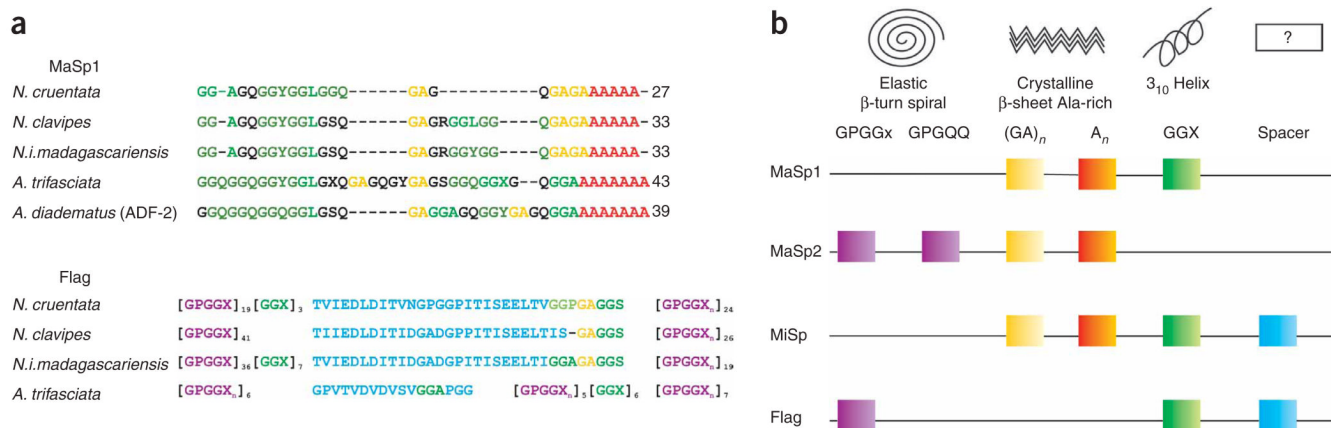 a
MaSp1
N. cruentata GG-AGQGGYGGLGGQ------GAG----------QGAGAAAAAA-27
N. clavipes GG-AGQGGYGGLGSQ------GAGRGGLGG----QGAGAAAAAA-33
N.i.madagascariensis GG-AGQGGYGGLGSQ------GAGRGGYGG----QGAGAAAAAA-33
A. trifasciata GGQGGQGGYGGLGXQGAGQGYGAGSGGQGGXG--QGGAAAAAAAA43
A. diadematus (ADF-2) GGQGGQGGQGGLGSQ------GAGGAGQGGYGAGQGGAAAAAAAA39
Flag
N. cruentata [GPGGX]19[GGX]3 TVIEDLDITVNGPGGPITISEELTVGGPGAGGS [GPGGXn]24
N. clavipes [GPGGX]41 TIIEDLDITIDGADGPITISEELTIS-GAGGS [GPGGXn]26
N.i.madagascariensis [GPGGX]36[GGX]7 TVIEDLDITIDGADGPITISEELTIGGAGAGGS [GPGGXn]19
A. trifasciata [GPGGXn]6 GPVTVDVDVSVGGAPGG [GPGGXn]5[GGX]6 [GPGGXn]7
b
?
Elastic
β-turn spiral
Crystalline
β-sheet Ala-rich
310 Helix
GPGGx GPGQQ (GA)n An GGX Spacer
MaSp1
MaSp2
MiSp
Flag